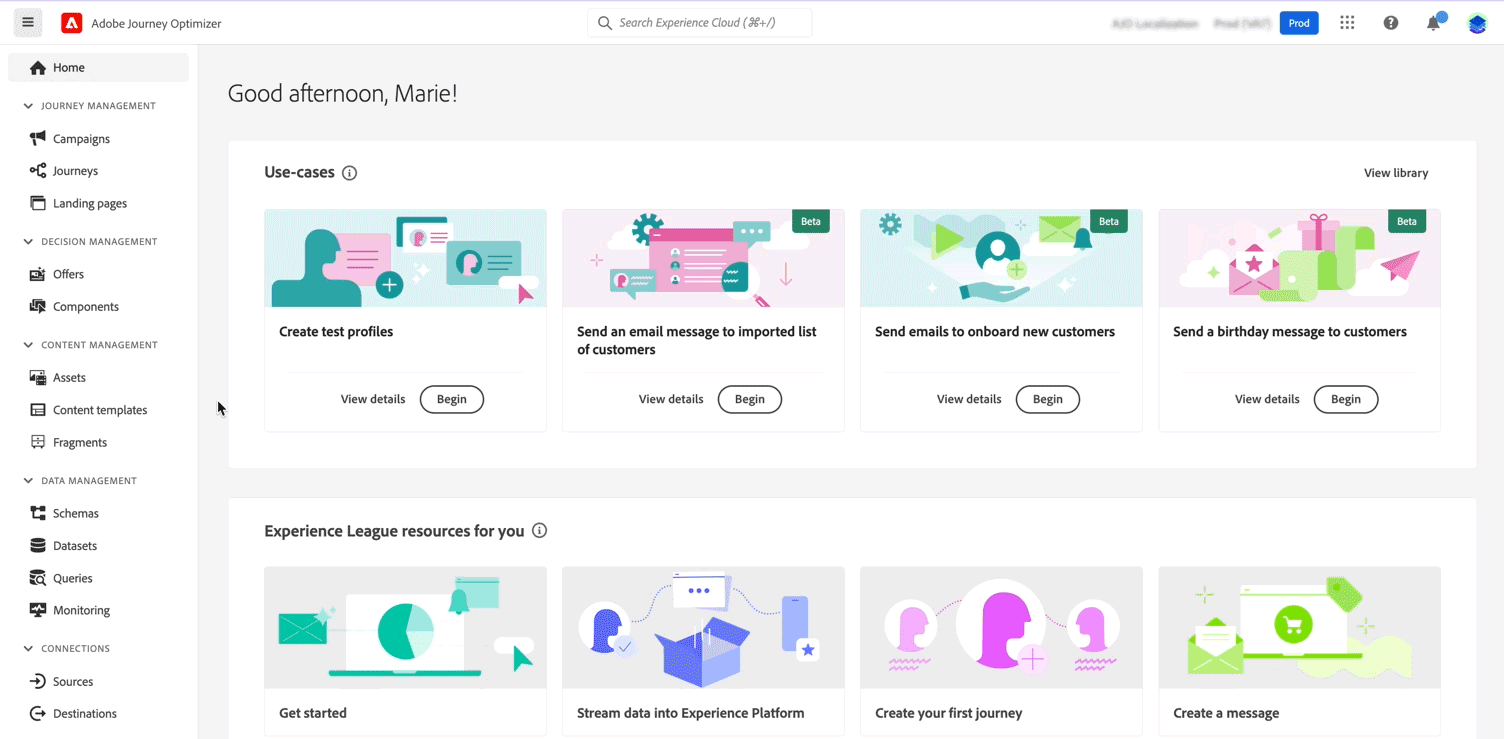 Adobe Journey Optimizer
Search Experience Cloud (⌘+/)
Prod
Home
JOURNEY MANAGEMENT
Campaigns
Journeys
Landing pages
DECISION MANAGEMENT
Offers
Components
CONTENT MANAGEMENT
Assets
Content templates
Fragments
DATA MANAGEMENT
Schemas
Datasets
Queries
Monitoring
CONNECTIONS
Sources
Destinations
Good afternoon, Marie!
Use-cases
View library
Create test profiles
View details Begin
Beta
Send an email message to imported list
of customers
View details Begin
Beta
Send emails to onboard new customers
View details Begin
Beta
Send a birthday message to customers
View details Begin
Experience League resources for you
Get started
Stream data into Experience Platform
Create your first journey
Create a message